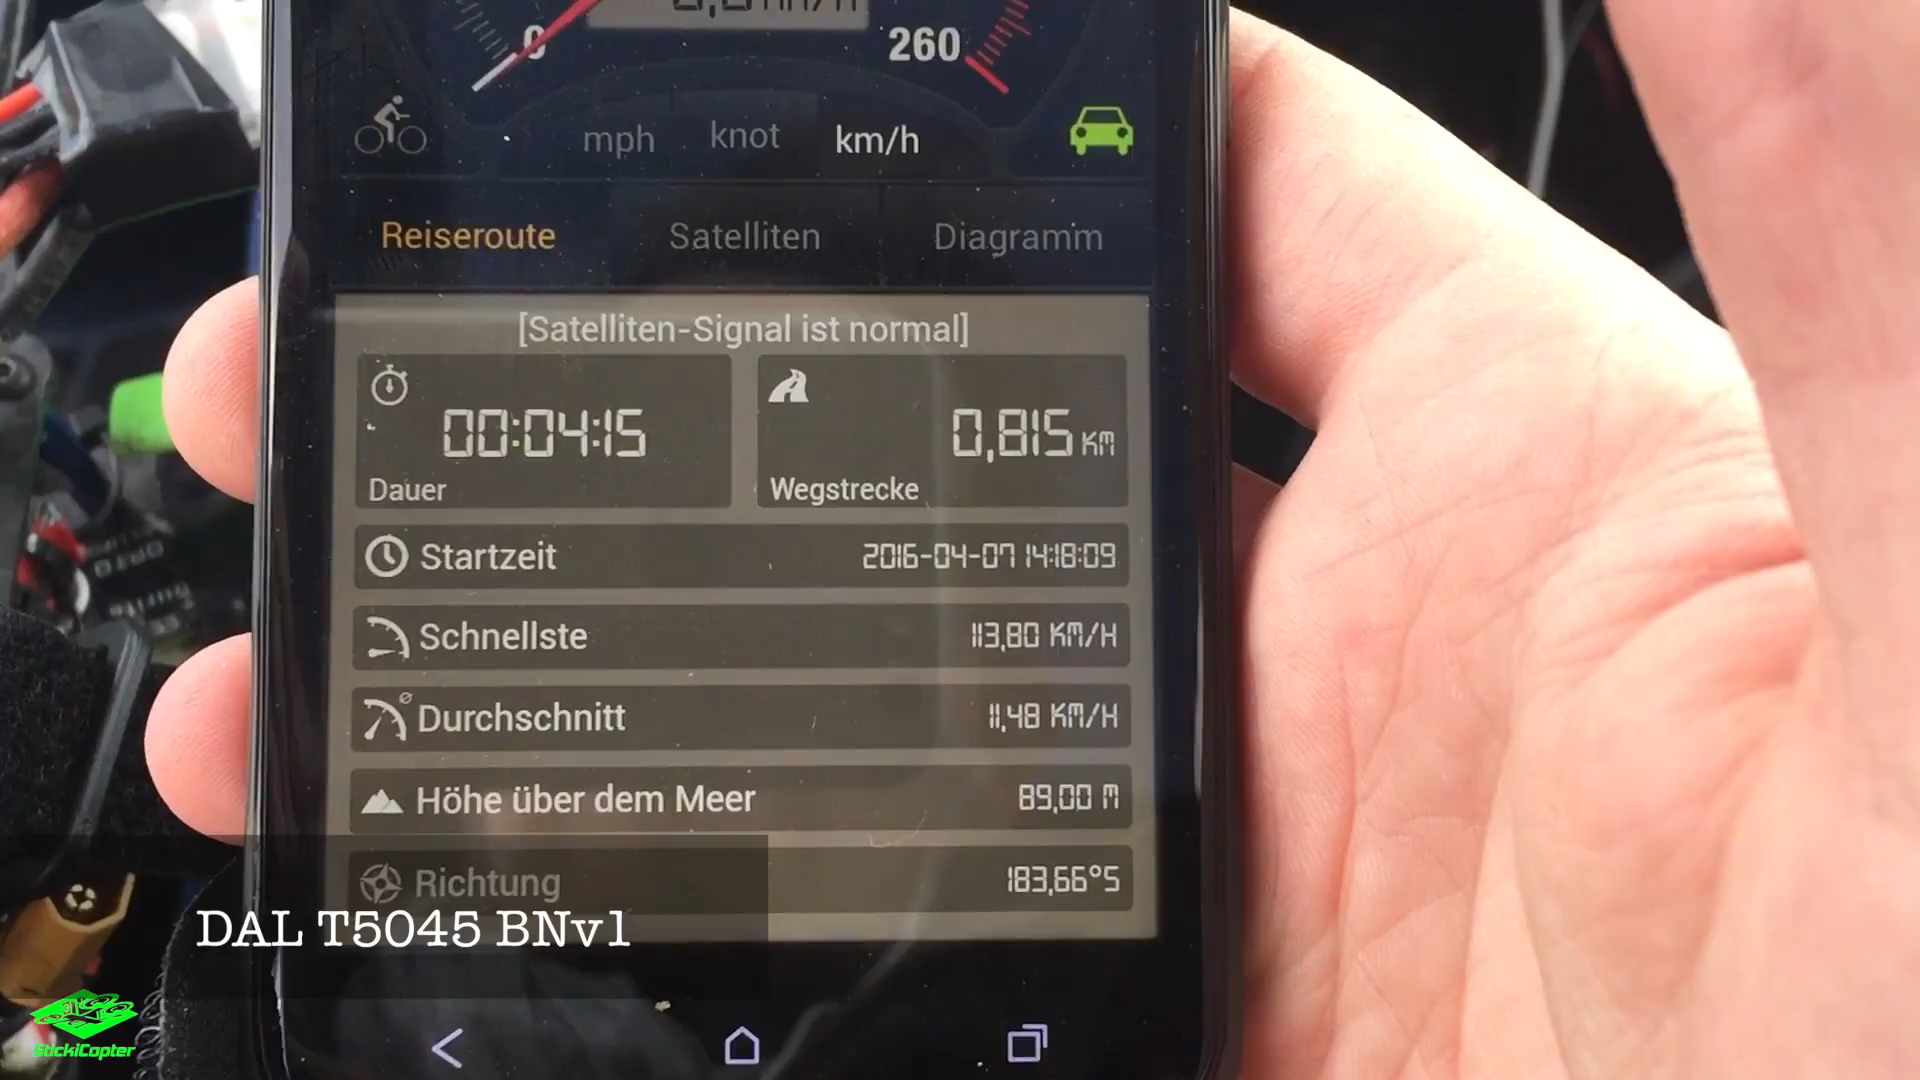 0
260
mph knot km/h
Reiseroute Satelliten Diagramm
[Satelliten-Signal ist normal]
00:04:15
0,815 KM
Dauer
Wegstrecke
Startzeit 2016-04-07 14:18:09
Schnellste 113,80 KM/H
Durchschnitt 11,48 KM/H
Höhe über dem Meer 89,00 M
Richtung 183,66°S
DAL T5045 BNv1
StickiCopter